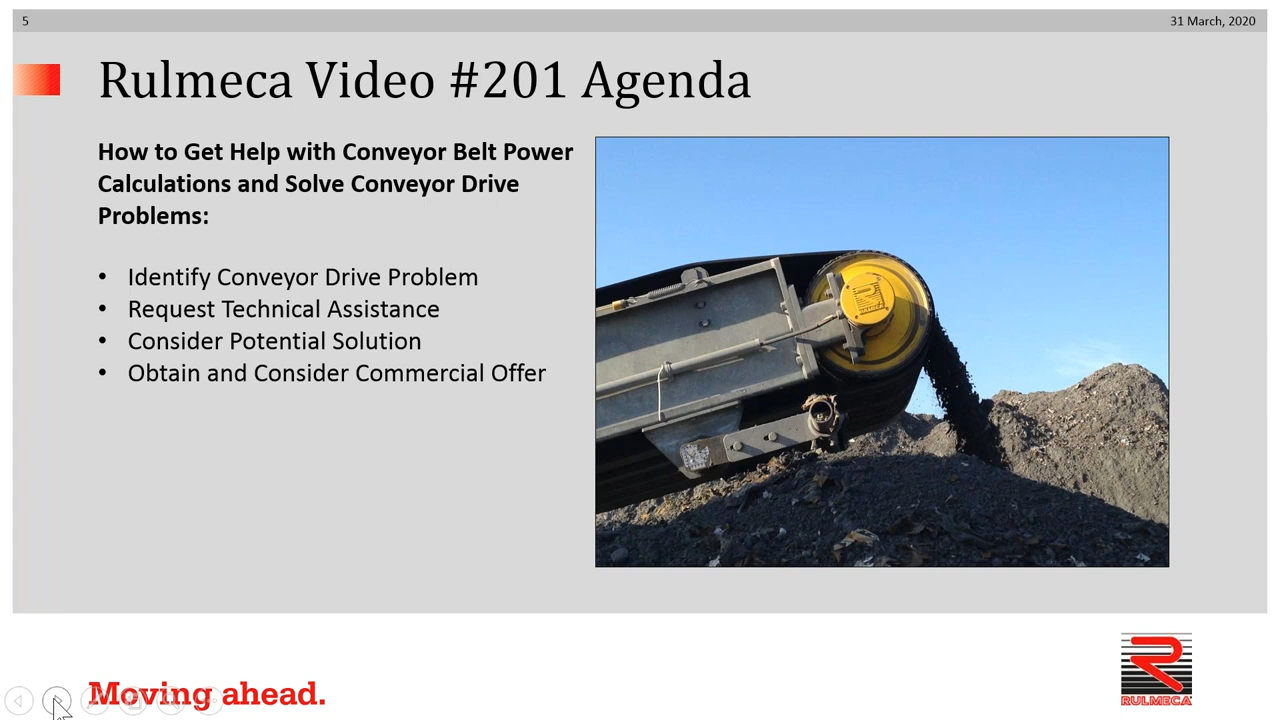 5
31 March, 2020
Rulmeca Video #201 Agenda
How to Get Help with Conveyor Belt Power
Calculations and Solve Conveyor Drive
Problems:
• Identify Conveyor Drive Problem
• Request Technical Assistance
• Consider Potential Solution
• Obtain and Consider Commercial Offer
Moving ahead.
RULMECA